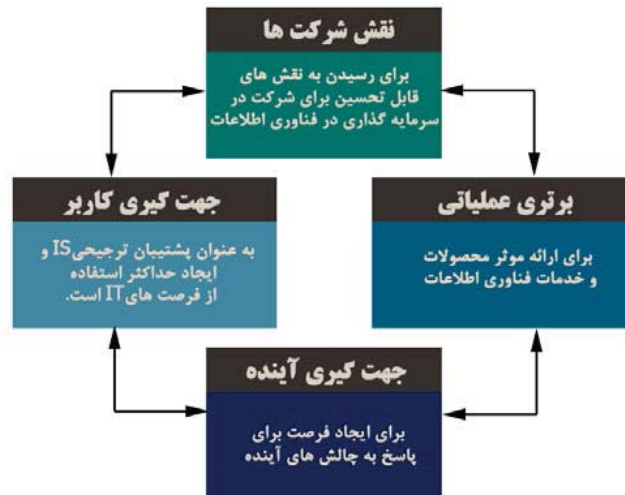 نقش شرکت ها
برای رسیدن به نقش های
قابل تحسین برای شرکت در
سرمایه گذاری در فناوری اطلاعات
برتری عملیاتی
برای ارائه موثر محصولات
و خدمات فناوری اطلاعات
جهت گیری کاربر
به عنوان پشتیبان ترجیحیIS و
ایجاد حداکثر استفاده
از فرصت هایIT است.
جهت گیری آینده
برای ایجاد فرصت برای
پاسخ به چالش های آینده